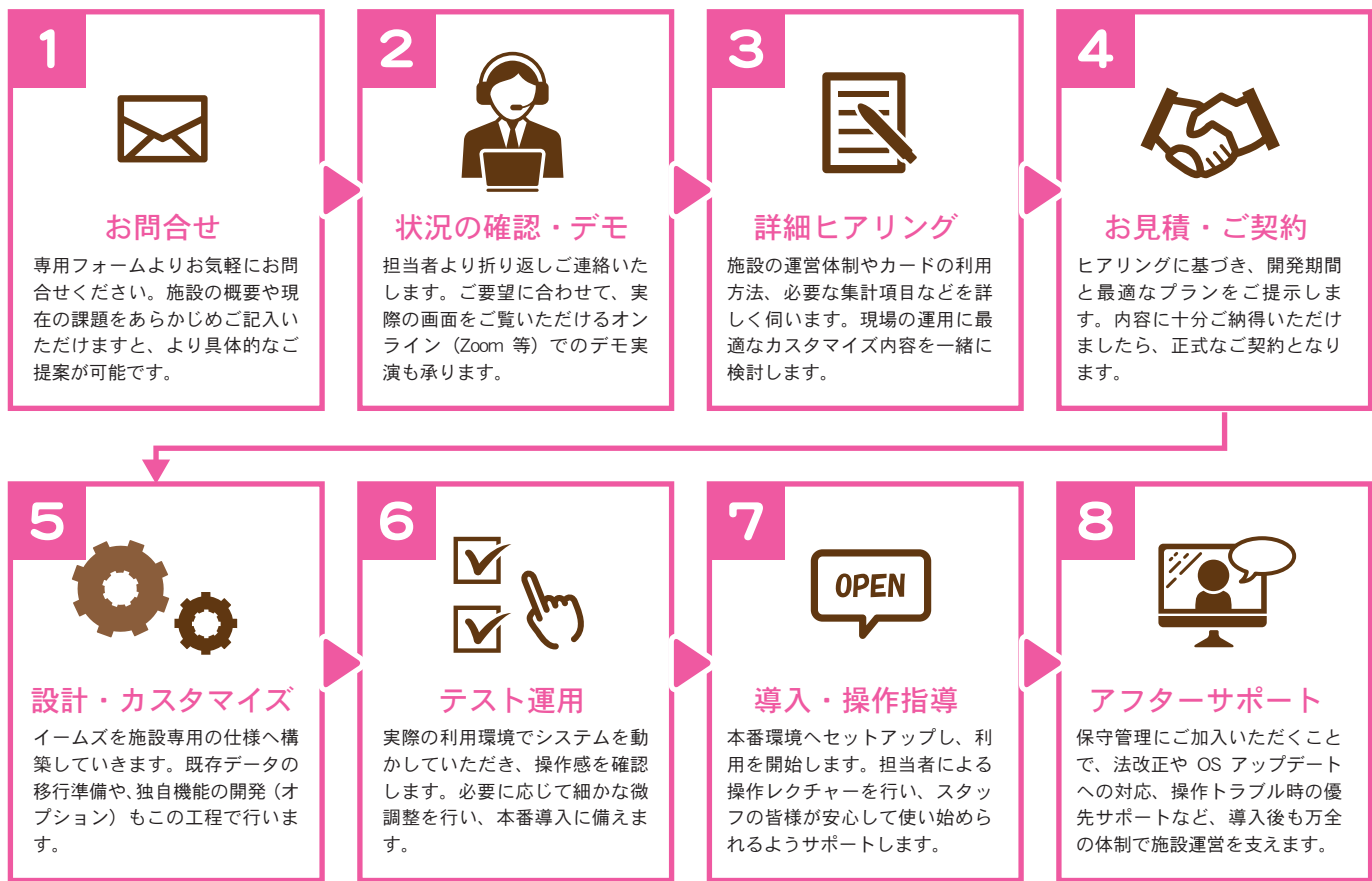 1
お問合せ
専用フォームよりお気軽にお問
合せください。施設の概要や現
在の課題をあらかじめご記入い
ただけますと、より具体的なご
提案が可能です。
2
状況の確認・デモ
担当者より折り返しご連絡いた
します。ご要望に合わせて、実
際の画面をご覧いただけるオン
ライン（Zoom 等）でのデモ実
演も承ります。
3
詳細ヒアリング
施設の運営体制やカードの利用
方法、必要な集計項目などを詳
しく伺います。現場の運用に最
適なカスタマイズ内容を一緒に
検討します。
4
お見積・ご契約
ヒアリングに基づき、開発期間
と最適なプランをご提示しま
す。内容に十分ご納得いただけ
ましたら、正式なご契約となり
ます。
5
設計・カスタマイズ
イームズを施設専用の仕様へ構
築していきます。既存データの
移行準備や、独自機能の開発（オ
プション）もこの工程で行いま
す。
6
テスト運用
実際の利用環境でシステムを動
かしていただき、操作感を確認
します。必要に応じて細かな微
調整を行い、本番導入に備えま
す。
7
OPEN
導入・操作指導
本番環境へセットアップし、利
用を開始します。担当者による
操作レクチャーを行い、スタッ
フの皆様が安心して使い始めら
れるようサポートします。
8
アフターサポート
保守管理にご加入いただくこと
で、法改正や OS アップデート
への対応、操作トラブル時の優
先サポートなど、導入後も万全
の体制で施設運営を支えます。